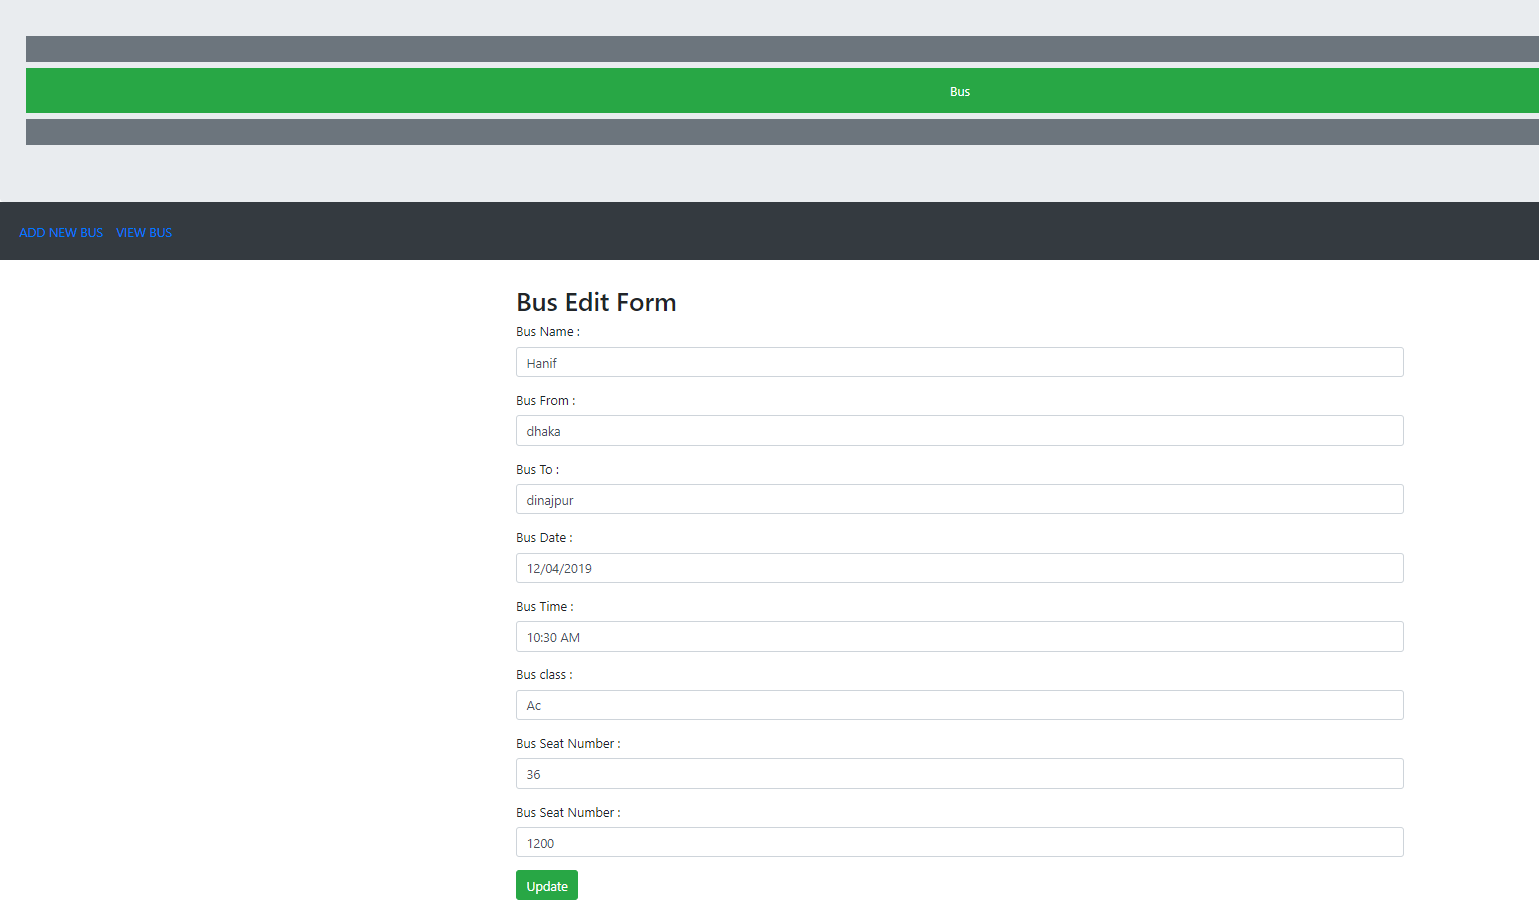 Bus
ADD NEW BUS VIEW BUS
Bus Edit Form
Bus Name :
Hanif
Bus From :
dhaka
Bus To :
dinajpur
Bus Date :
12/04/2019
Bus Time :
10:30 AM
Bus class :
Ac
Bus Seat Number :
36
Bus Seat Number :
1200
Update